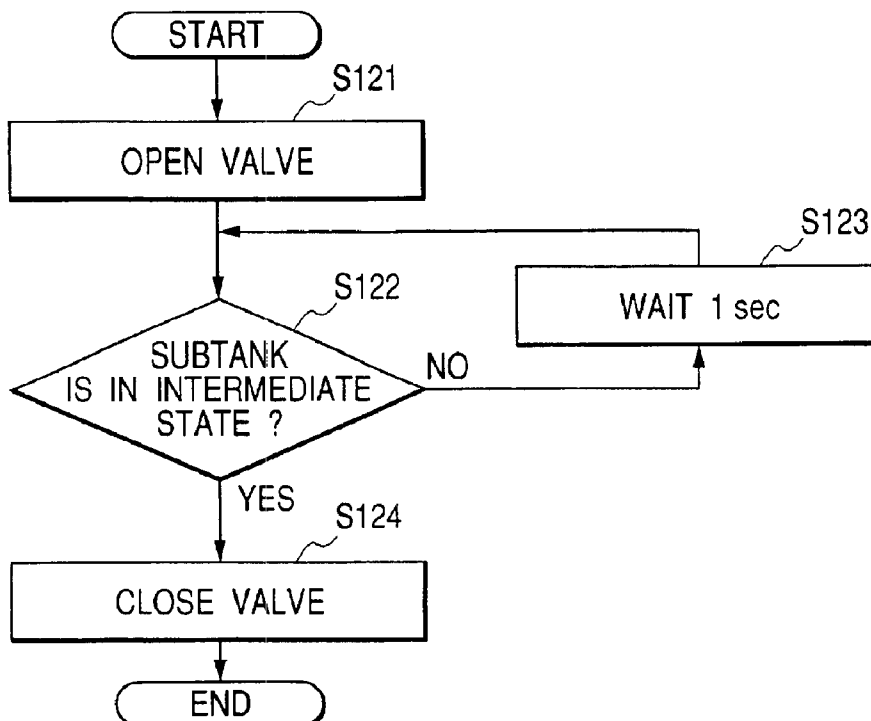 START
S121
OPEN VALVE
S123
WAIT 1 sec
S122
SUBTANK
IS IN INTERMEDIATE
STATE ?
NO
YES
S124
CLOSE VALVE
END